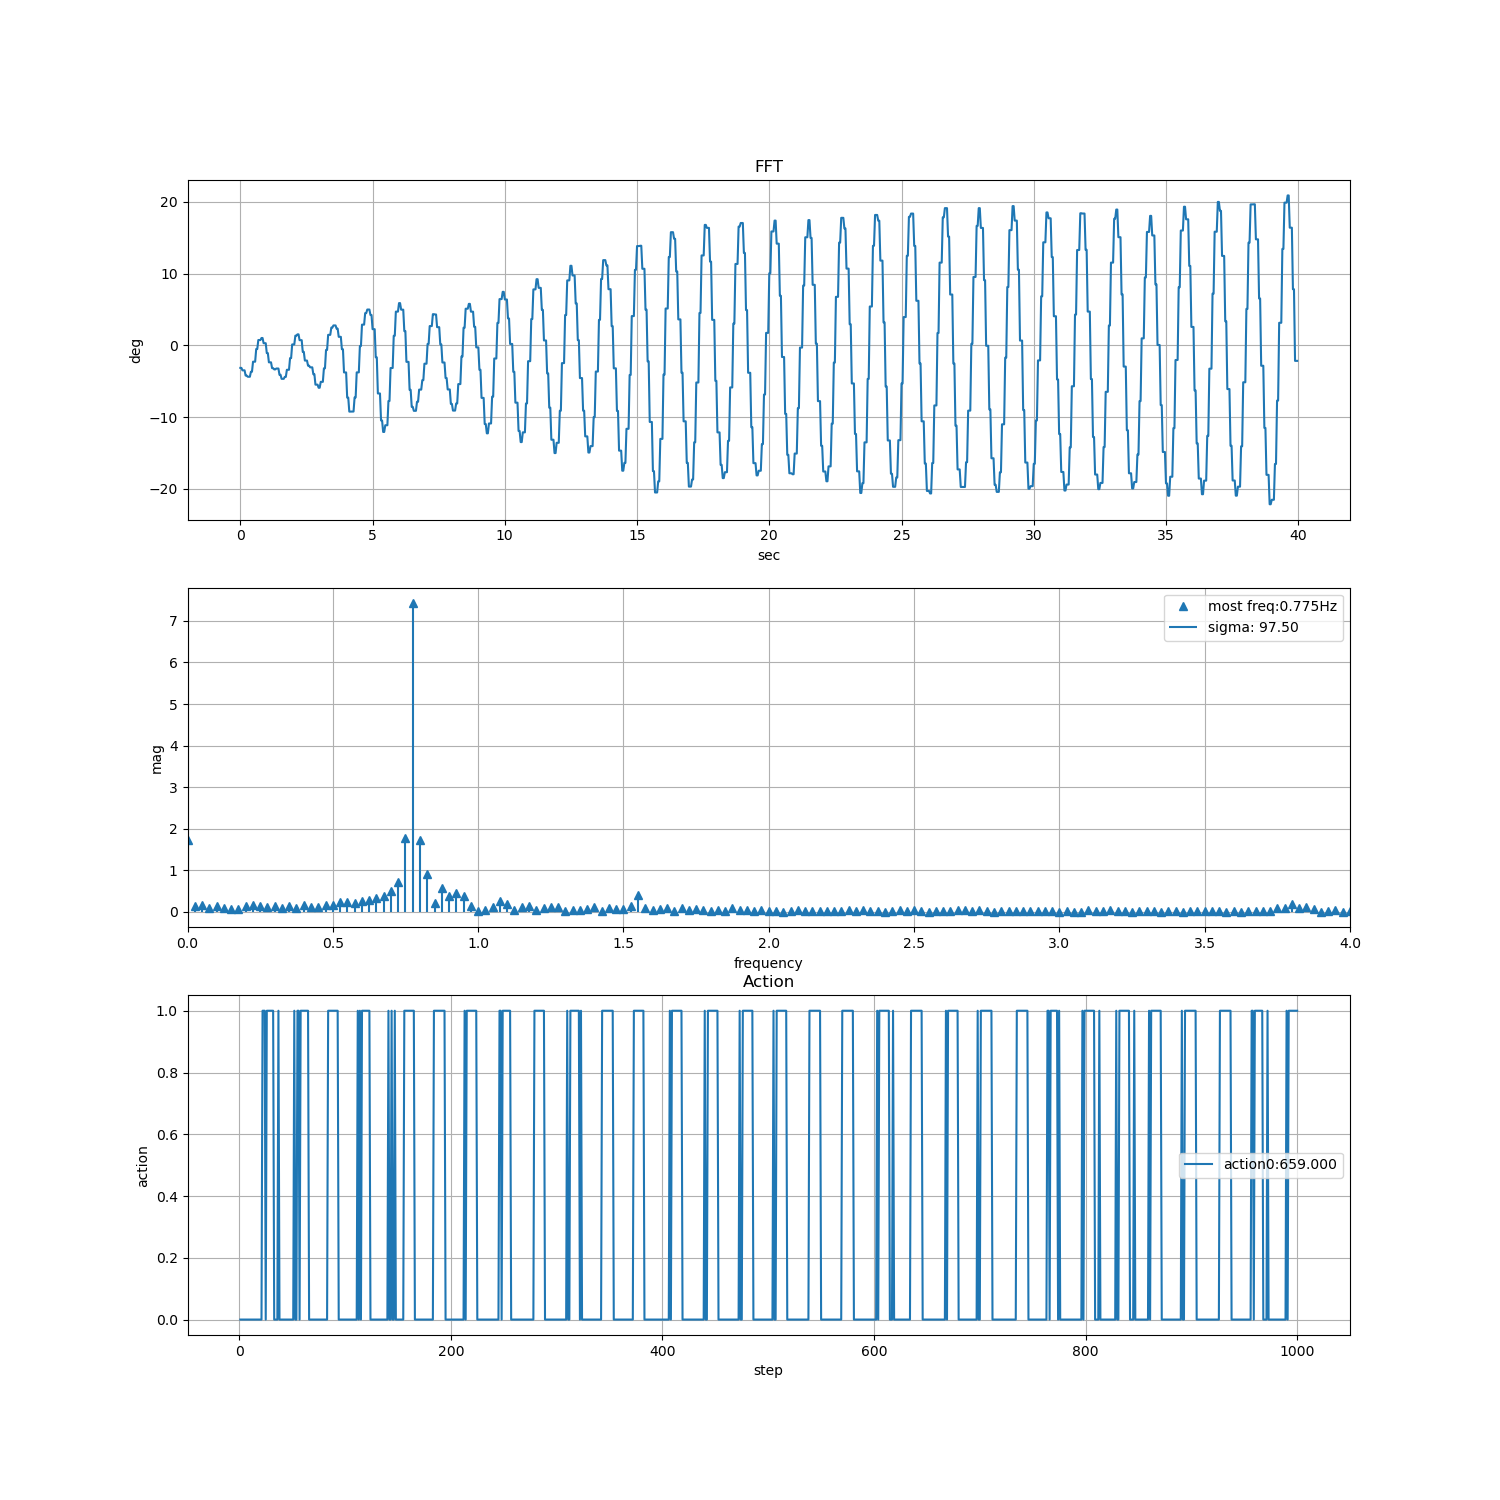 FFT
20
10
0
−10
−20
deg
0 5 10 15 20 25 30 35 40
sec
most freq:0.775Hz
sigma: 97.50
7
6
5
4
3
2
1
0
mag
0.0 0.5 1.0 1.5 2.0 2.5 3.0 3.5 4.0
frequency
Action
1.0
0.8
0.6
0.4
0.2
0.0
action
action0:659.000
0 200 400 600 800 1000
step